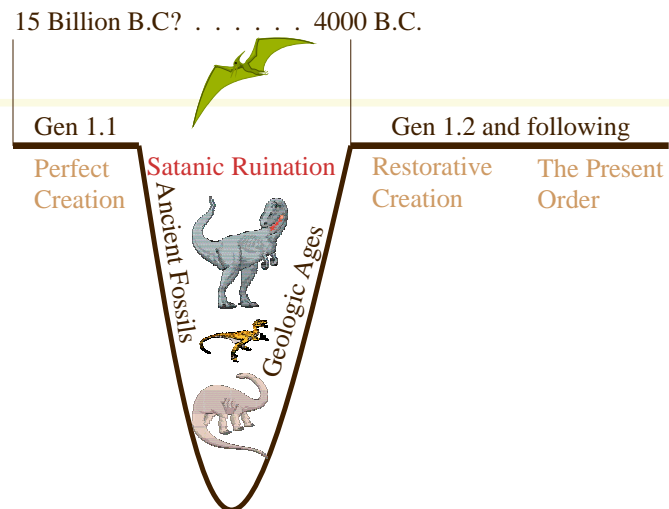 15 Billion B.C? . . . . . . 4000 B.C.
Gen 1.1
Gen 1.2 and following
Perfect
Creation
Satanic Ruination
Restorative
Creation
The Present
Order
Ancient Fossils
Geologic Ages